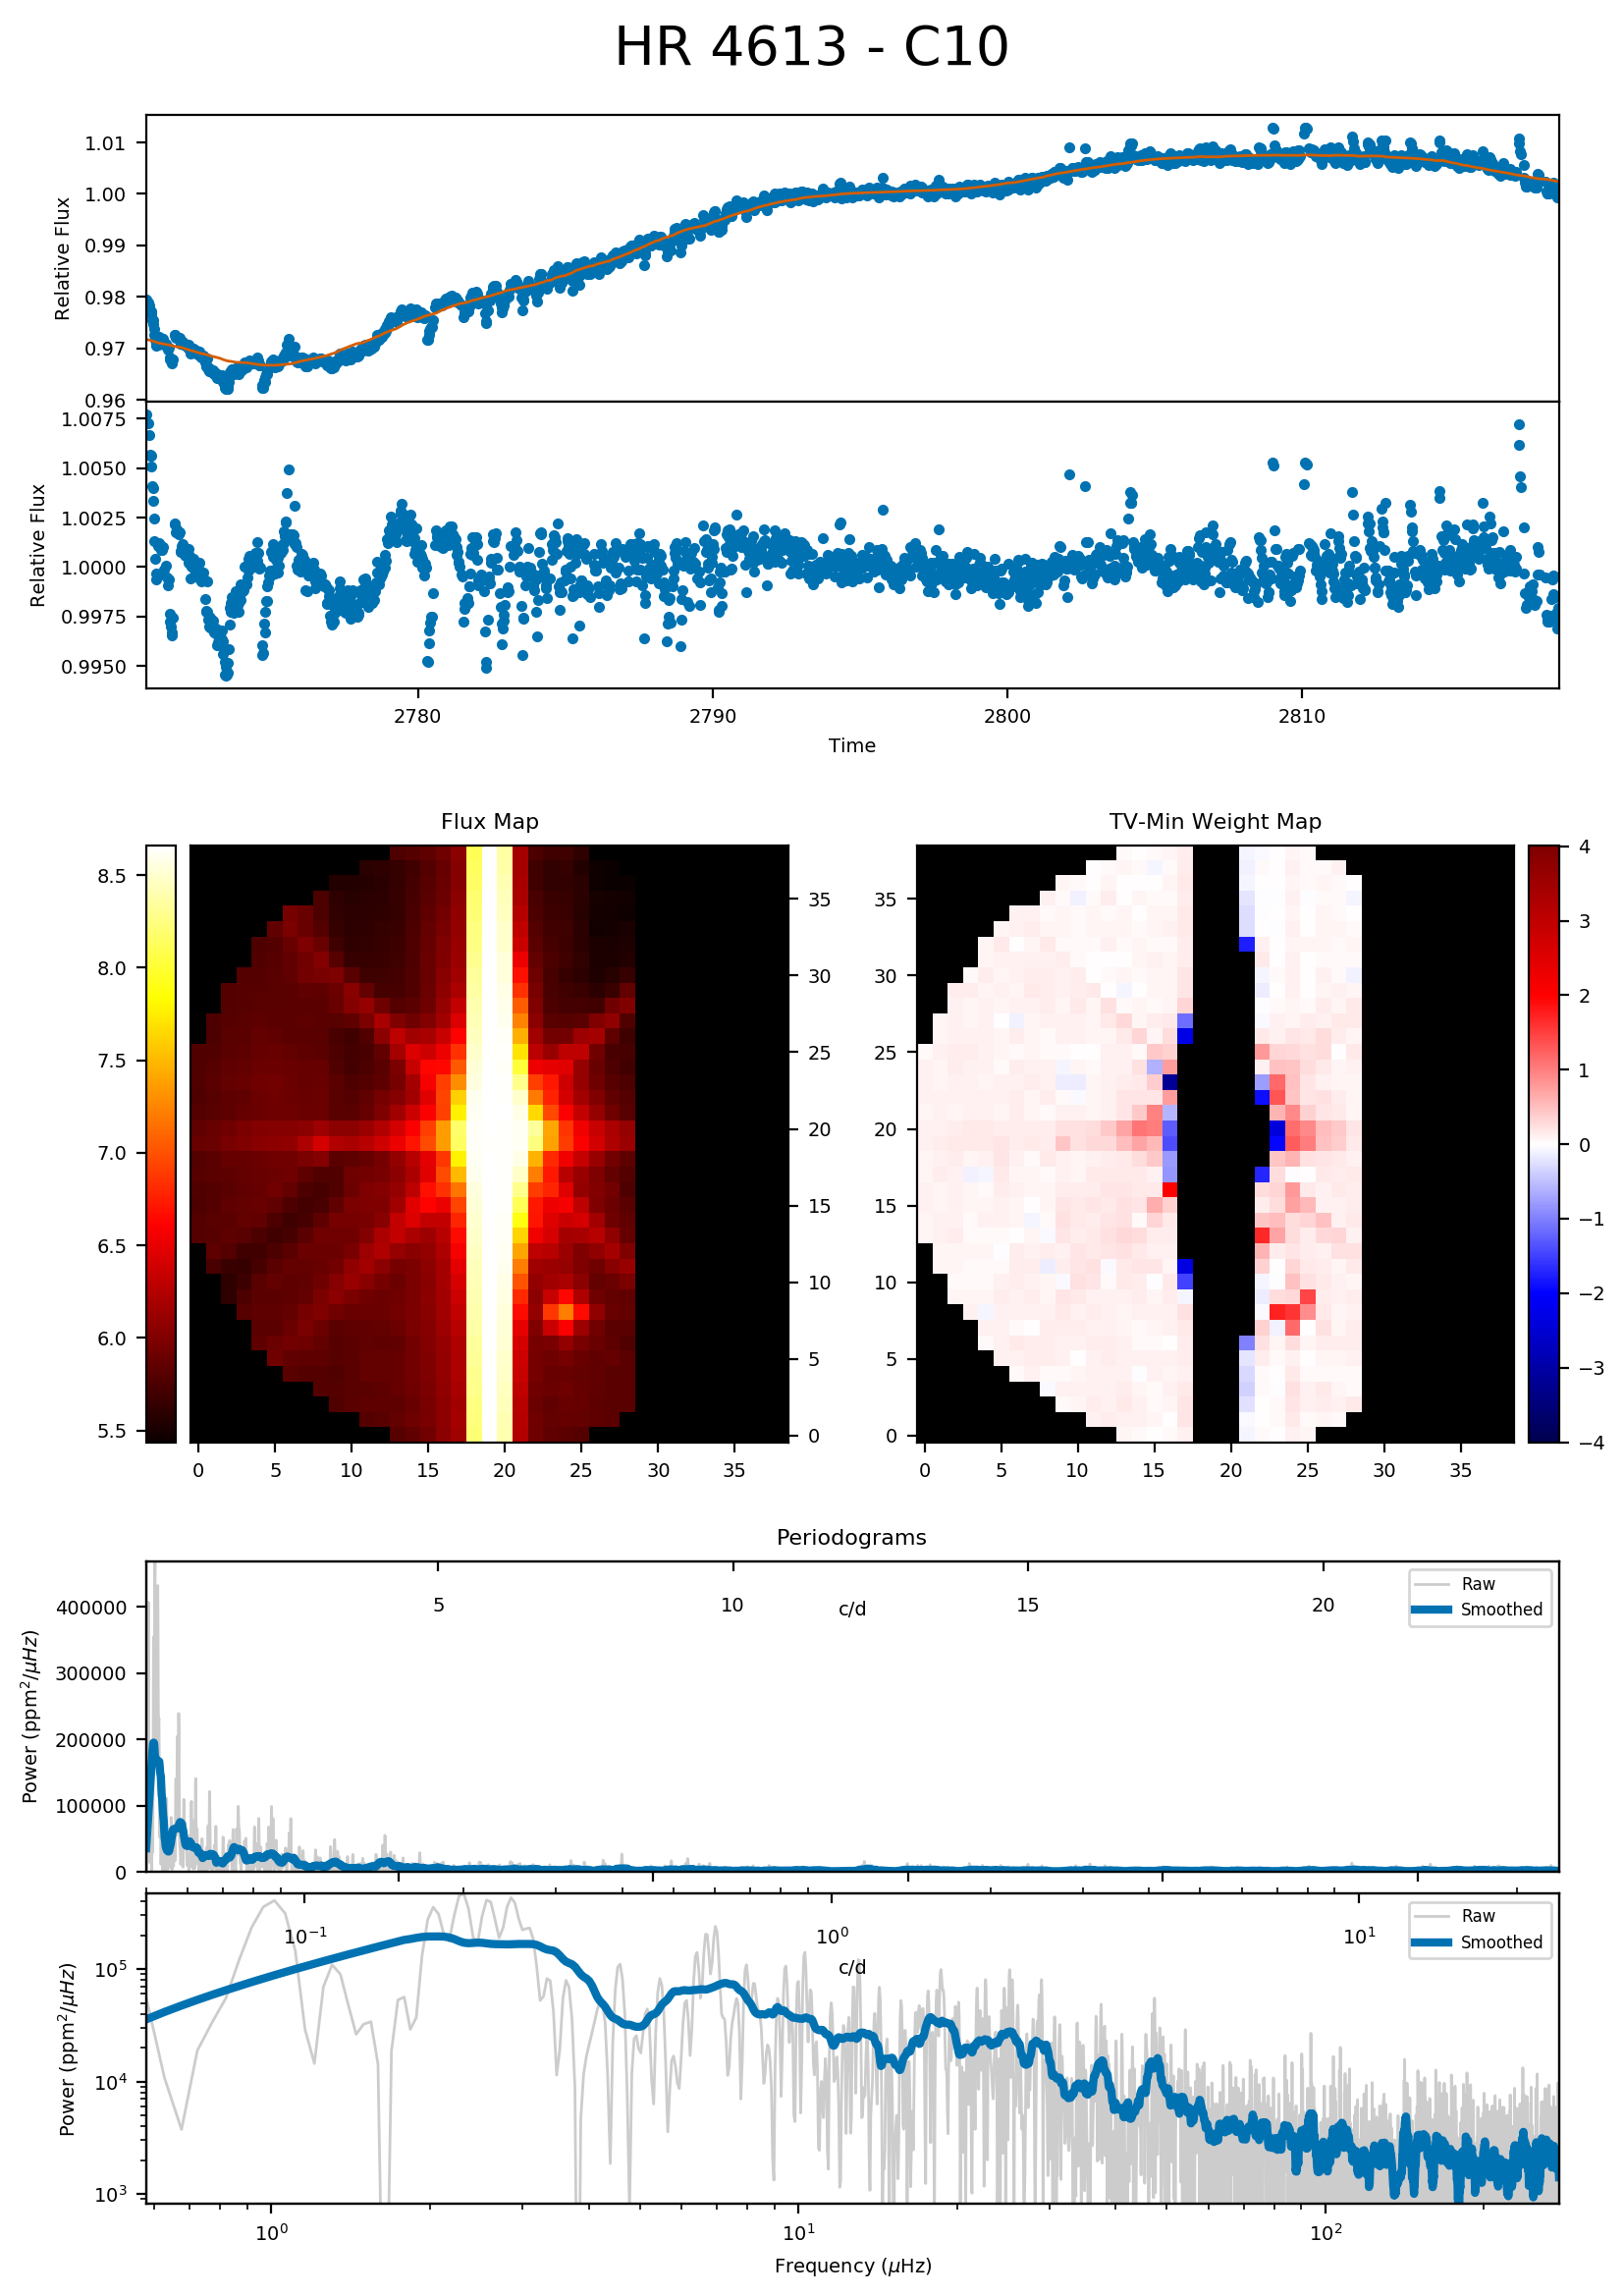 HR 4613 - C10
1.01
1.00
0.99
0.98
0.97
0.96
Relative Flux
1.0075
1.0050
1.0025
1.0000
0.9975
0.9950
Relative Flux
2780 2790 2800 2810
Time
Flux Map
8.5
8.0
7.5
7.0
6.5
6.0
5.5
35
30
25
20
15
10
5
0
0 5 10 15 20 25 30 35
TV-Min Weight Map
35
30
25
20
15
10
5
0
0 5 10 15 20 25 30 35
4
3
2
1
0
−1
−2
−3
−4
Periodograms
Raw
Smoothed
5 10 15 20
c/d
400000
300000
200000
100000
0
Power (ppm²/μHz)
Raw
Smoothed
10⁻¹ 10⁰ 10¹
c/d
10⁵
10⁴
10³
Power (ppm²/μHz)
10⁰ 10¹ 10²
Frequency (μHz)